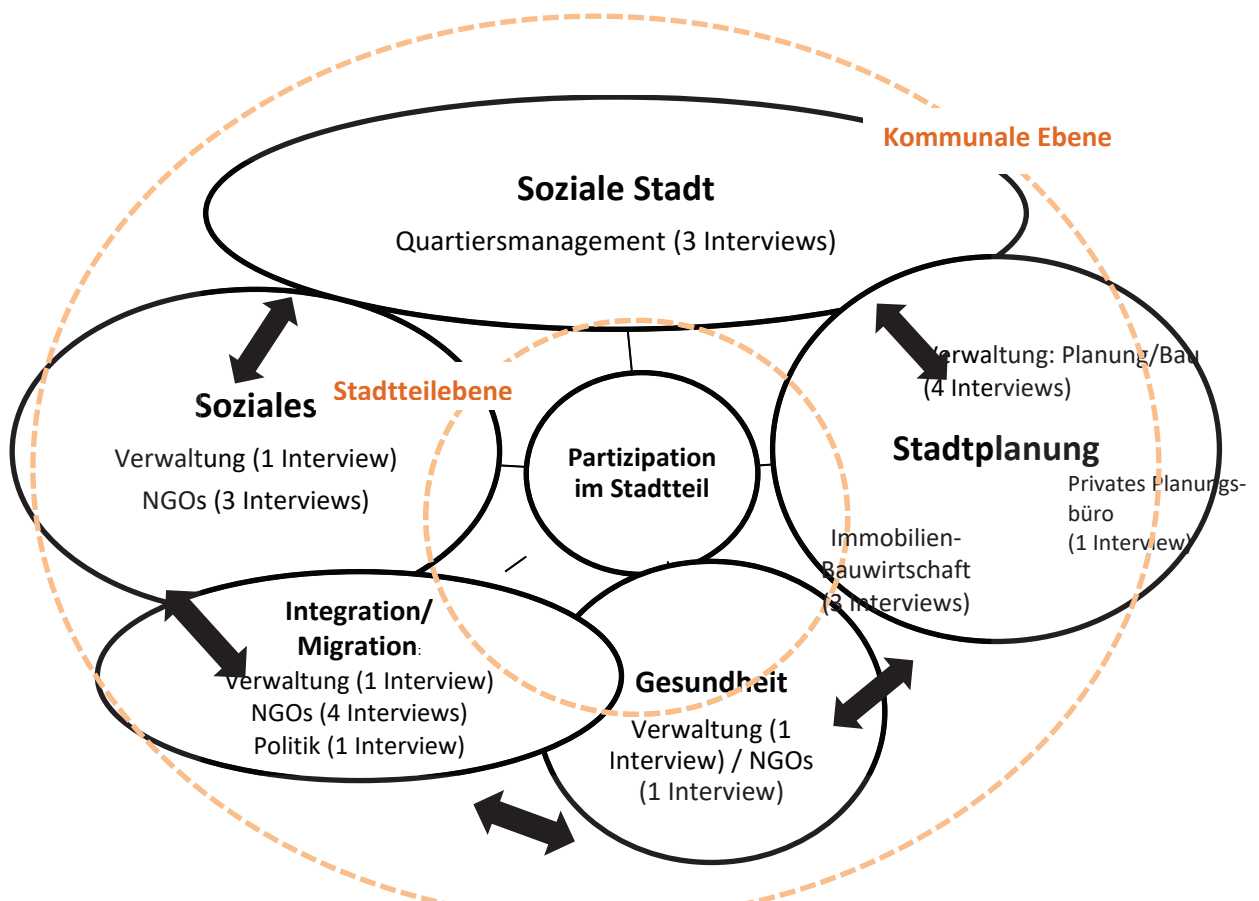 Kommunale Ebene
Soziale Stadt
Quartiersmanagement (3 Interviews)
Verwaltung: Planung/Bau
(4 Interviews)
Stadtteilebene
Soziales
Verwaltung (1 Interview)
NGOs (3 Interviews)
Partizipation
im Stadtteil
Stadtplanung
Privates Planungs-
büro
(1 Interview)
Immobilien-
Bauwirtschaft
(3 Interviews)
Integration/
Migration:
Verwaltung (1 Interview)
NGOs (4 Interviews)
Politik (1 Interview)
Gesundheit
Verwaltung (1
Interview) / NGOs
(1 Interview)